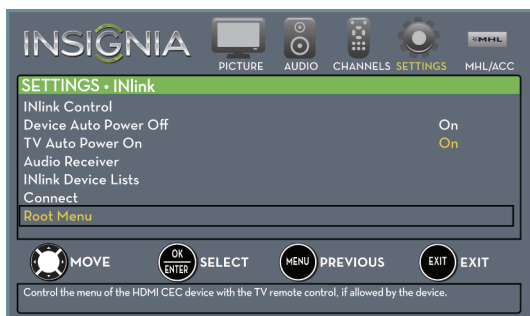 INSIGNIA
PICTURE AUDIO CHANNELS SETTINGS MHL/ACC
MHL
SETTINGS • INlink
INlink Control
Device Auto Power Off On
TV Auto Power On On
Audio Receiver
INlink Device Lists
Connect
Root Menu
MOVE OK ENTER SELECT MENU PREVIOUS EXIT EXIT
Control the menu of the HDMI CEC device with the TV remote control, if allowed by the device.